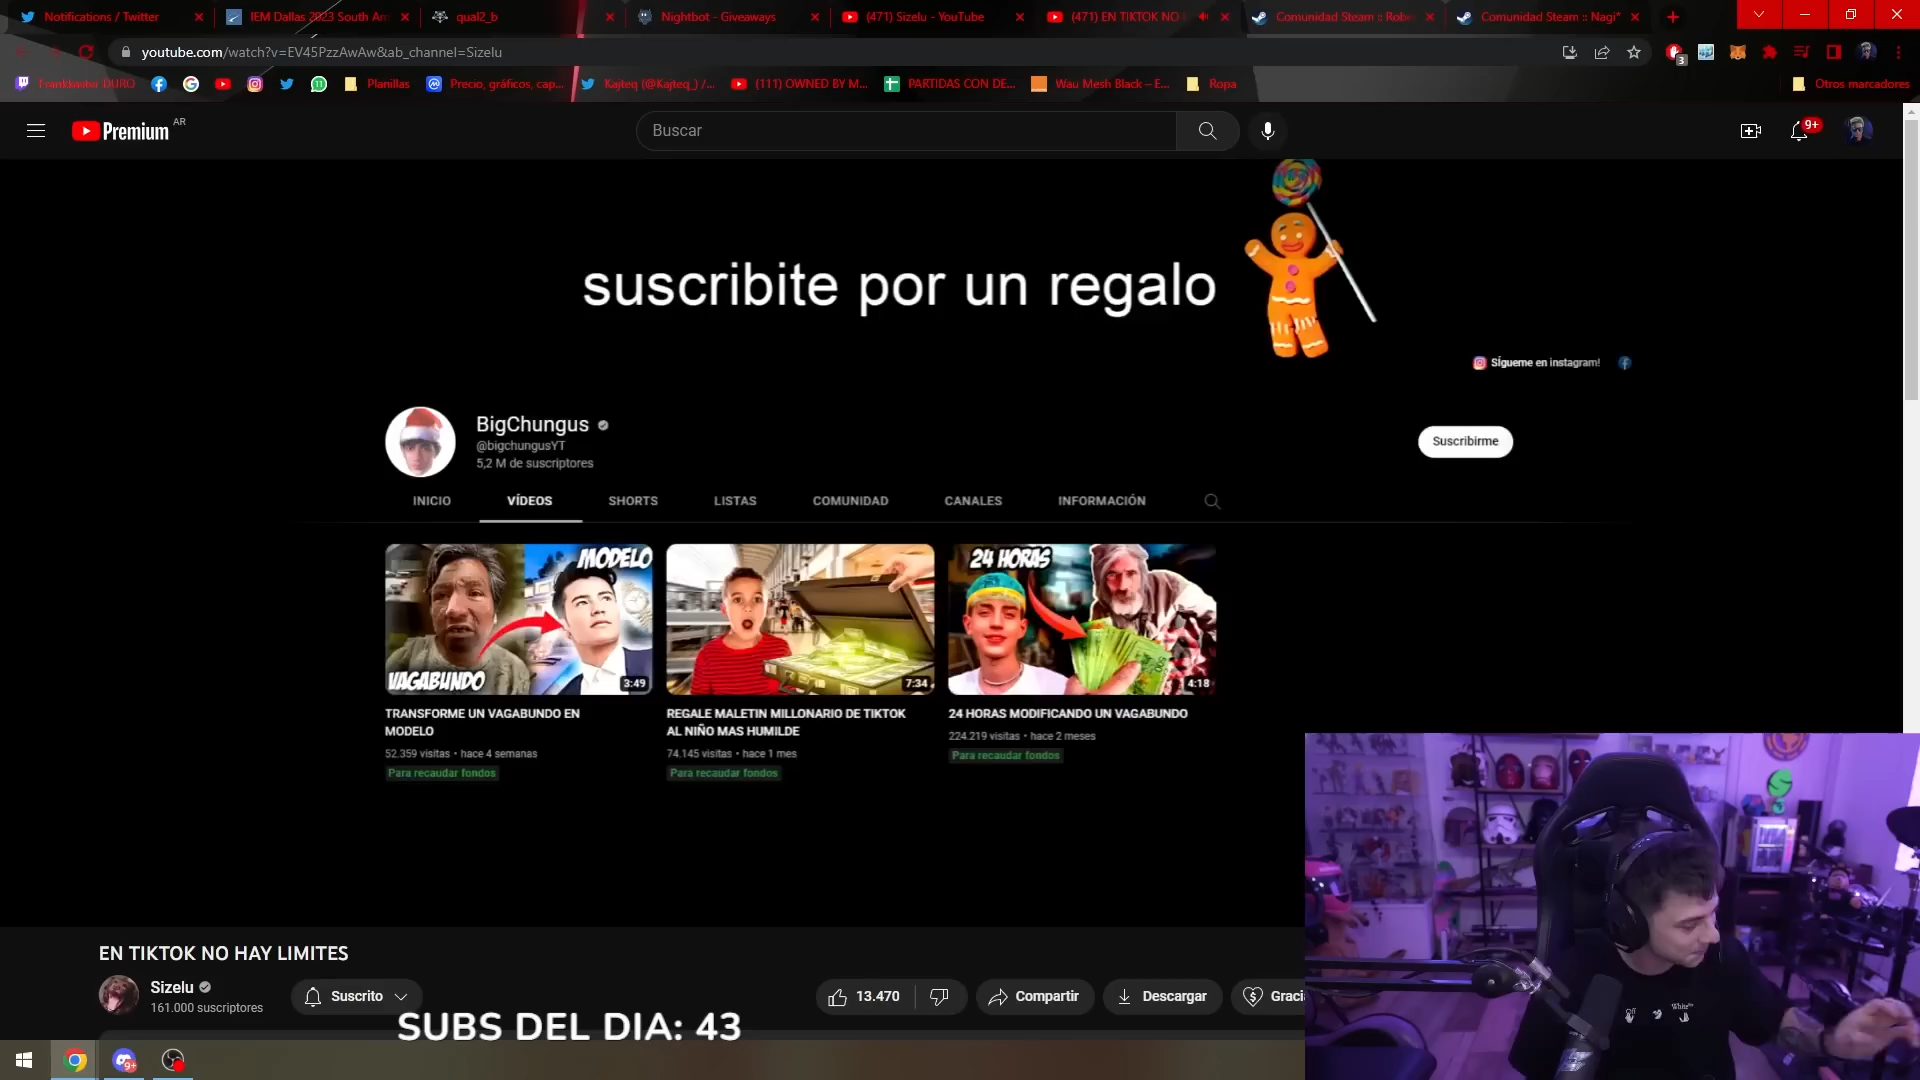 Notifications / Twitter
IEM Dallas 2023 South Am
qual2_b
Nightbot - Giveaways
(471) Sizelu - YouTube
(471) EN TIKTOK NO
Comunidad Steam :: Robe
Comunidad Steam :: Nagi*
youtube.com/watch?v=EV45PzzAwAw&ab_channel=Sizelu
3
DURO
Planillas
Precio, gráficos, cap...
Kajteq (@Kajteq_) /...
(111) OWNED BY M...
PARTIDAS CON DE...
Wau Mesh Black – E...
Ropa
Otros marcadores
Premium
AR
Buscar
9+
suscribite por un regalo
Sígueme en instagram!
BigChungus
@bigchungusYT
5,2 M de suscriptores
Suscribirme
INICIO
VÍDEOS
SHORTS
LISTAS
COMUNIDAD
CANALES
INFORMACIÓN
MODELO
VAGABUNDO
3:49
7:34
24 HORAS
4:18
TRANSFORME UN VAGABUNDO EN
MODELO
52.359 visitas • hace 4 semanas
Para recaudar fondos
REGALE MALETIN MILLONARIO DE TIKTOK
AL NIÑO MAS HUMILDE
74.145 visitas • hace 1 mes
Para recaudar fondos
24 HORAS MODIFICANDO UN VAGABUNDO
224.219 visitas • hace 2 meses
Para recaudar fondos
EN TIKTOK NO HAY LIMITES
Sizelu
161.000 suscriptores
Suscrito
13.470
Compartir
Descargar
Graci
SUBS DEL DIA: 43
9+